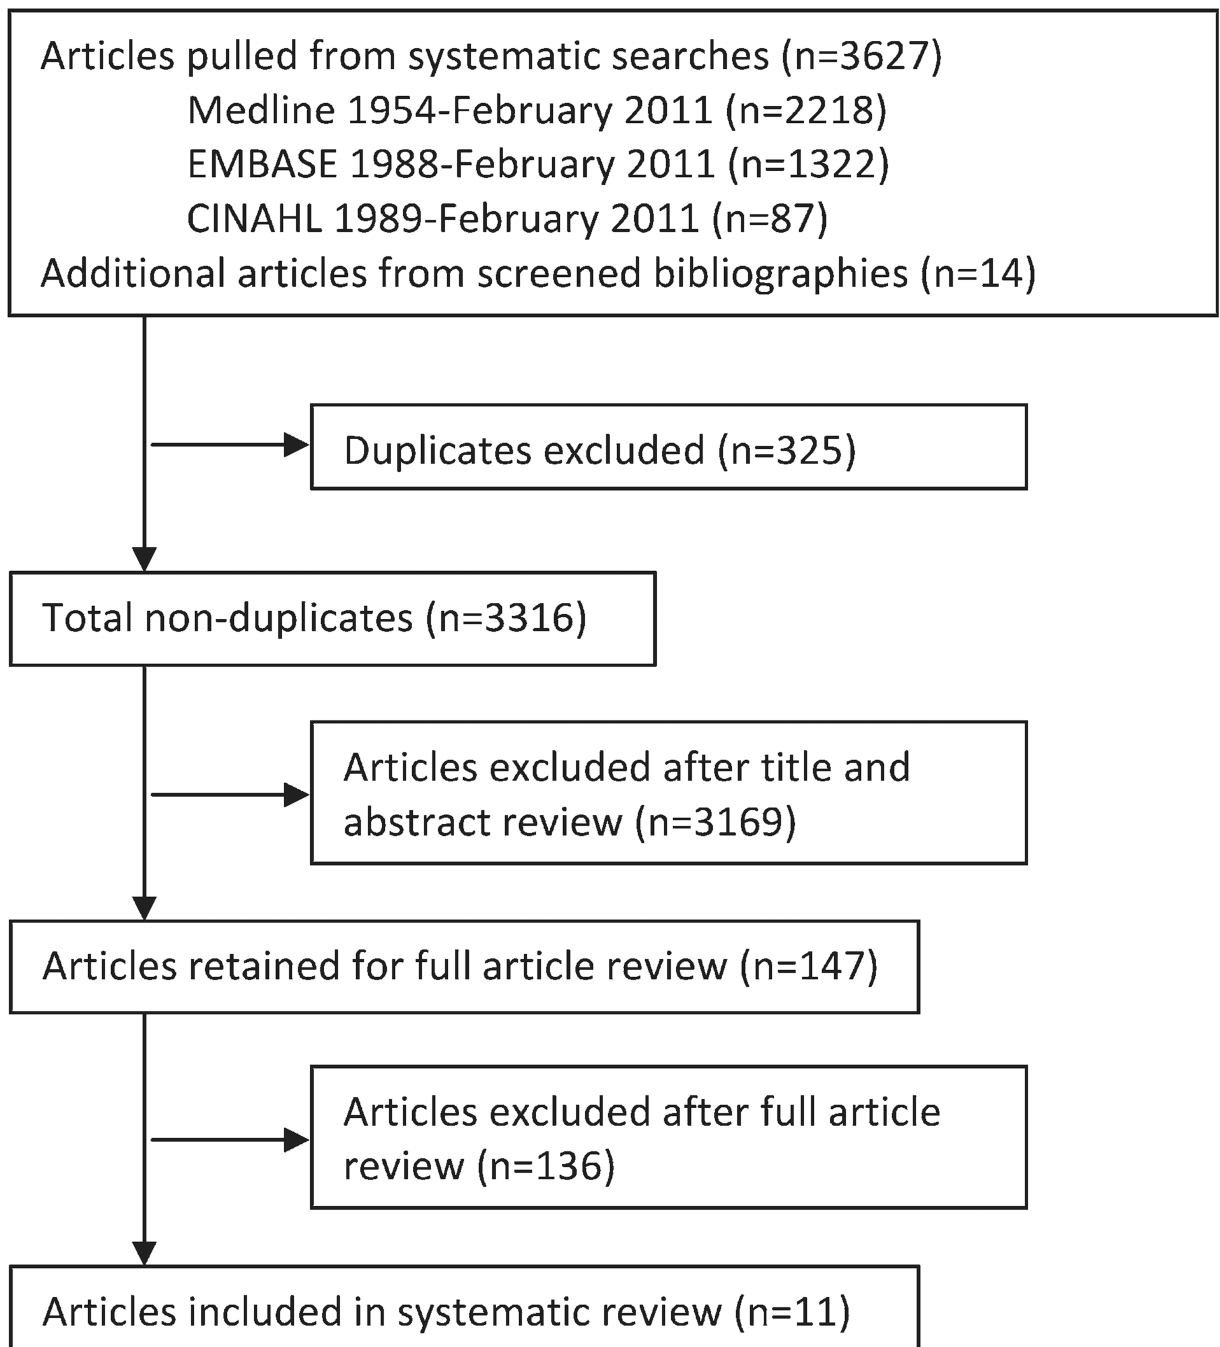 Articles pulled from systematic searches (n=3627)
Medline 1954-February 2011 (n=2218)
EMBASE 1988-February 2011 (n=1322)
CINAHL 1989-February 2011 (n=87)
Additional articles from screened bibliographies (n=14)
Duplicates excluded (n=325)
Total non-duplicates (n=3316)
Articles excluded after title and
abstract review (n=3169)
Articles retained for full article review (n=147)
Articles excluded after full article
review (n=136)
Articles included in systematic review (n=11)